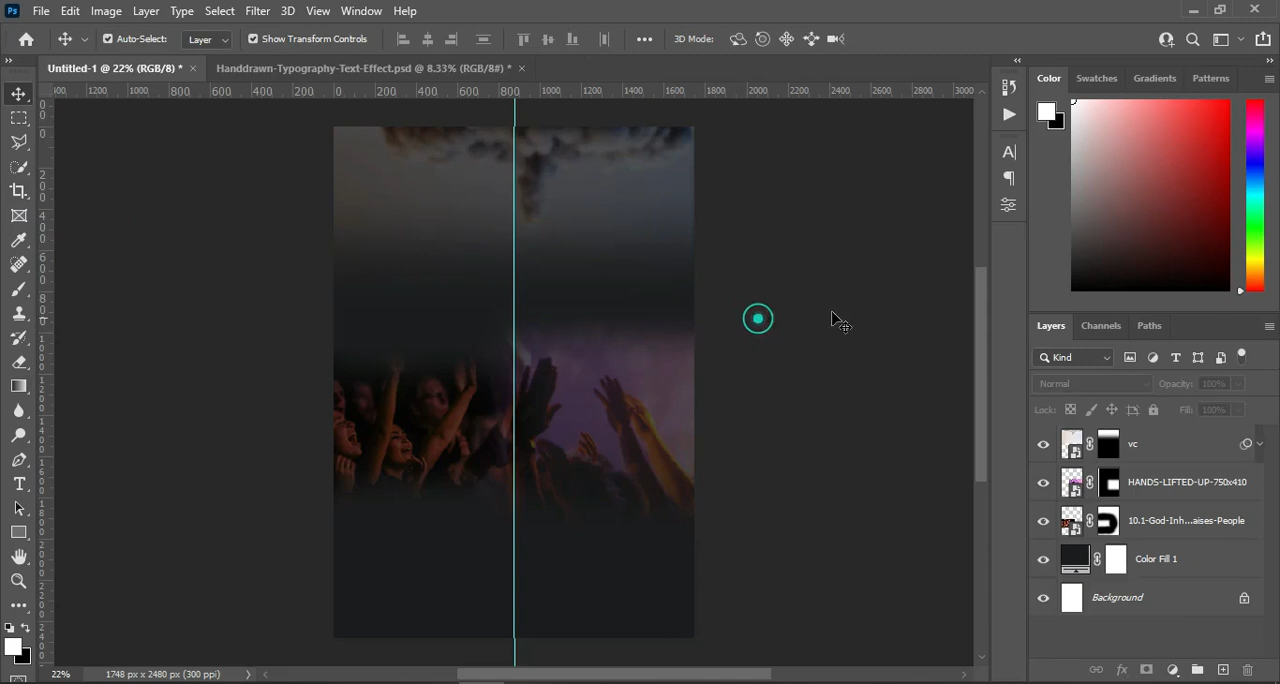 Ps File Edit Image Layer Type Select Filter 3D View Window Help
Auto-Select: Layer Show Transform Controls 3D Mode:
Untitled-1 @ 22% (RGB/8) * × Handdrawn-Typography-Text-Effect.psd @ 8.33% (RGB/8#) * ×
1200 1000 800 600 400 200 0 200 400 600 800 1000 1200 1400 1600 1800 2000 2200 2400 2600 2800 3000
Color Swatches Gradients Patterns
Layers Channels Paths
Kind
Normal Opacity: 100%
Lock: Fill: 100%
vc
HANDS-LIFTED-UP-750x410
10.1-God-Inh...aises-People
Color Fill 1
Background
22% 1748 px x 2480 px (300 ppi)